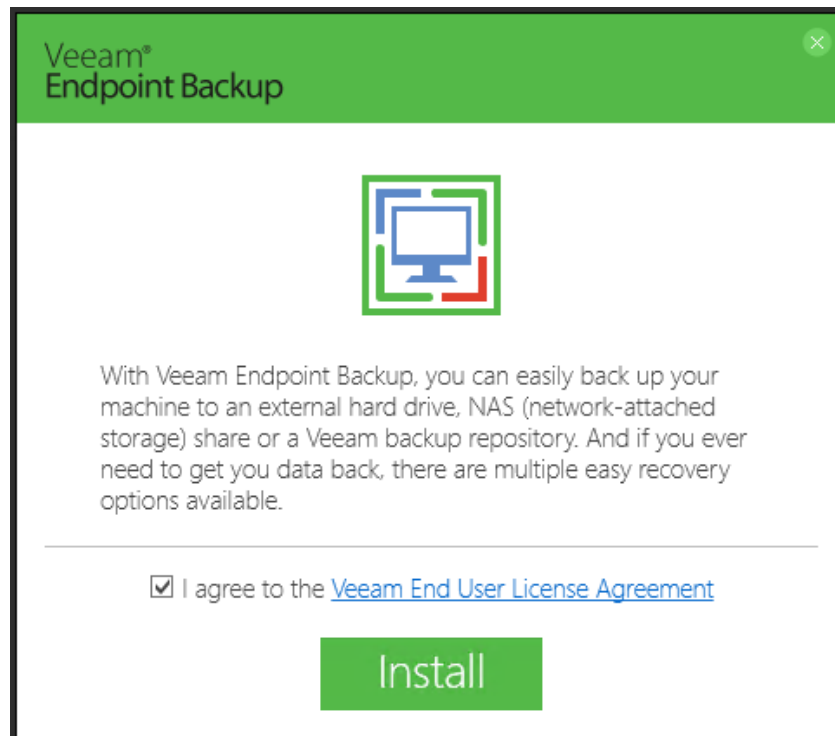 Veeam®
Endpoint Backup
With Veeam Endpoint Backup, you can easily back up your
machine to an external hard drive, NAS (network-attached
storage) share or a Veeam backup repository. And if you ever
need to get you data back, there are multiple easy recovery
options available.
I agree to the Veeam End User License Agreement
Install